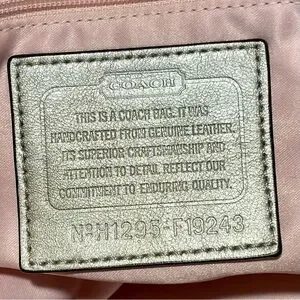 COACH
THIS IS A COACH BAG. IT WAS
HANDCRAFTED FROM GENUINE LEATHER.
ITS SUPERIOR CRAFTSMANSHIP AND
ATTENTION TO DETAIL REFLECT OUR
COMMITMENT TO ENDURING QUALITY.
Nº H1295-F19243